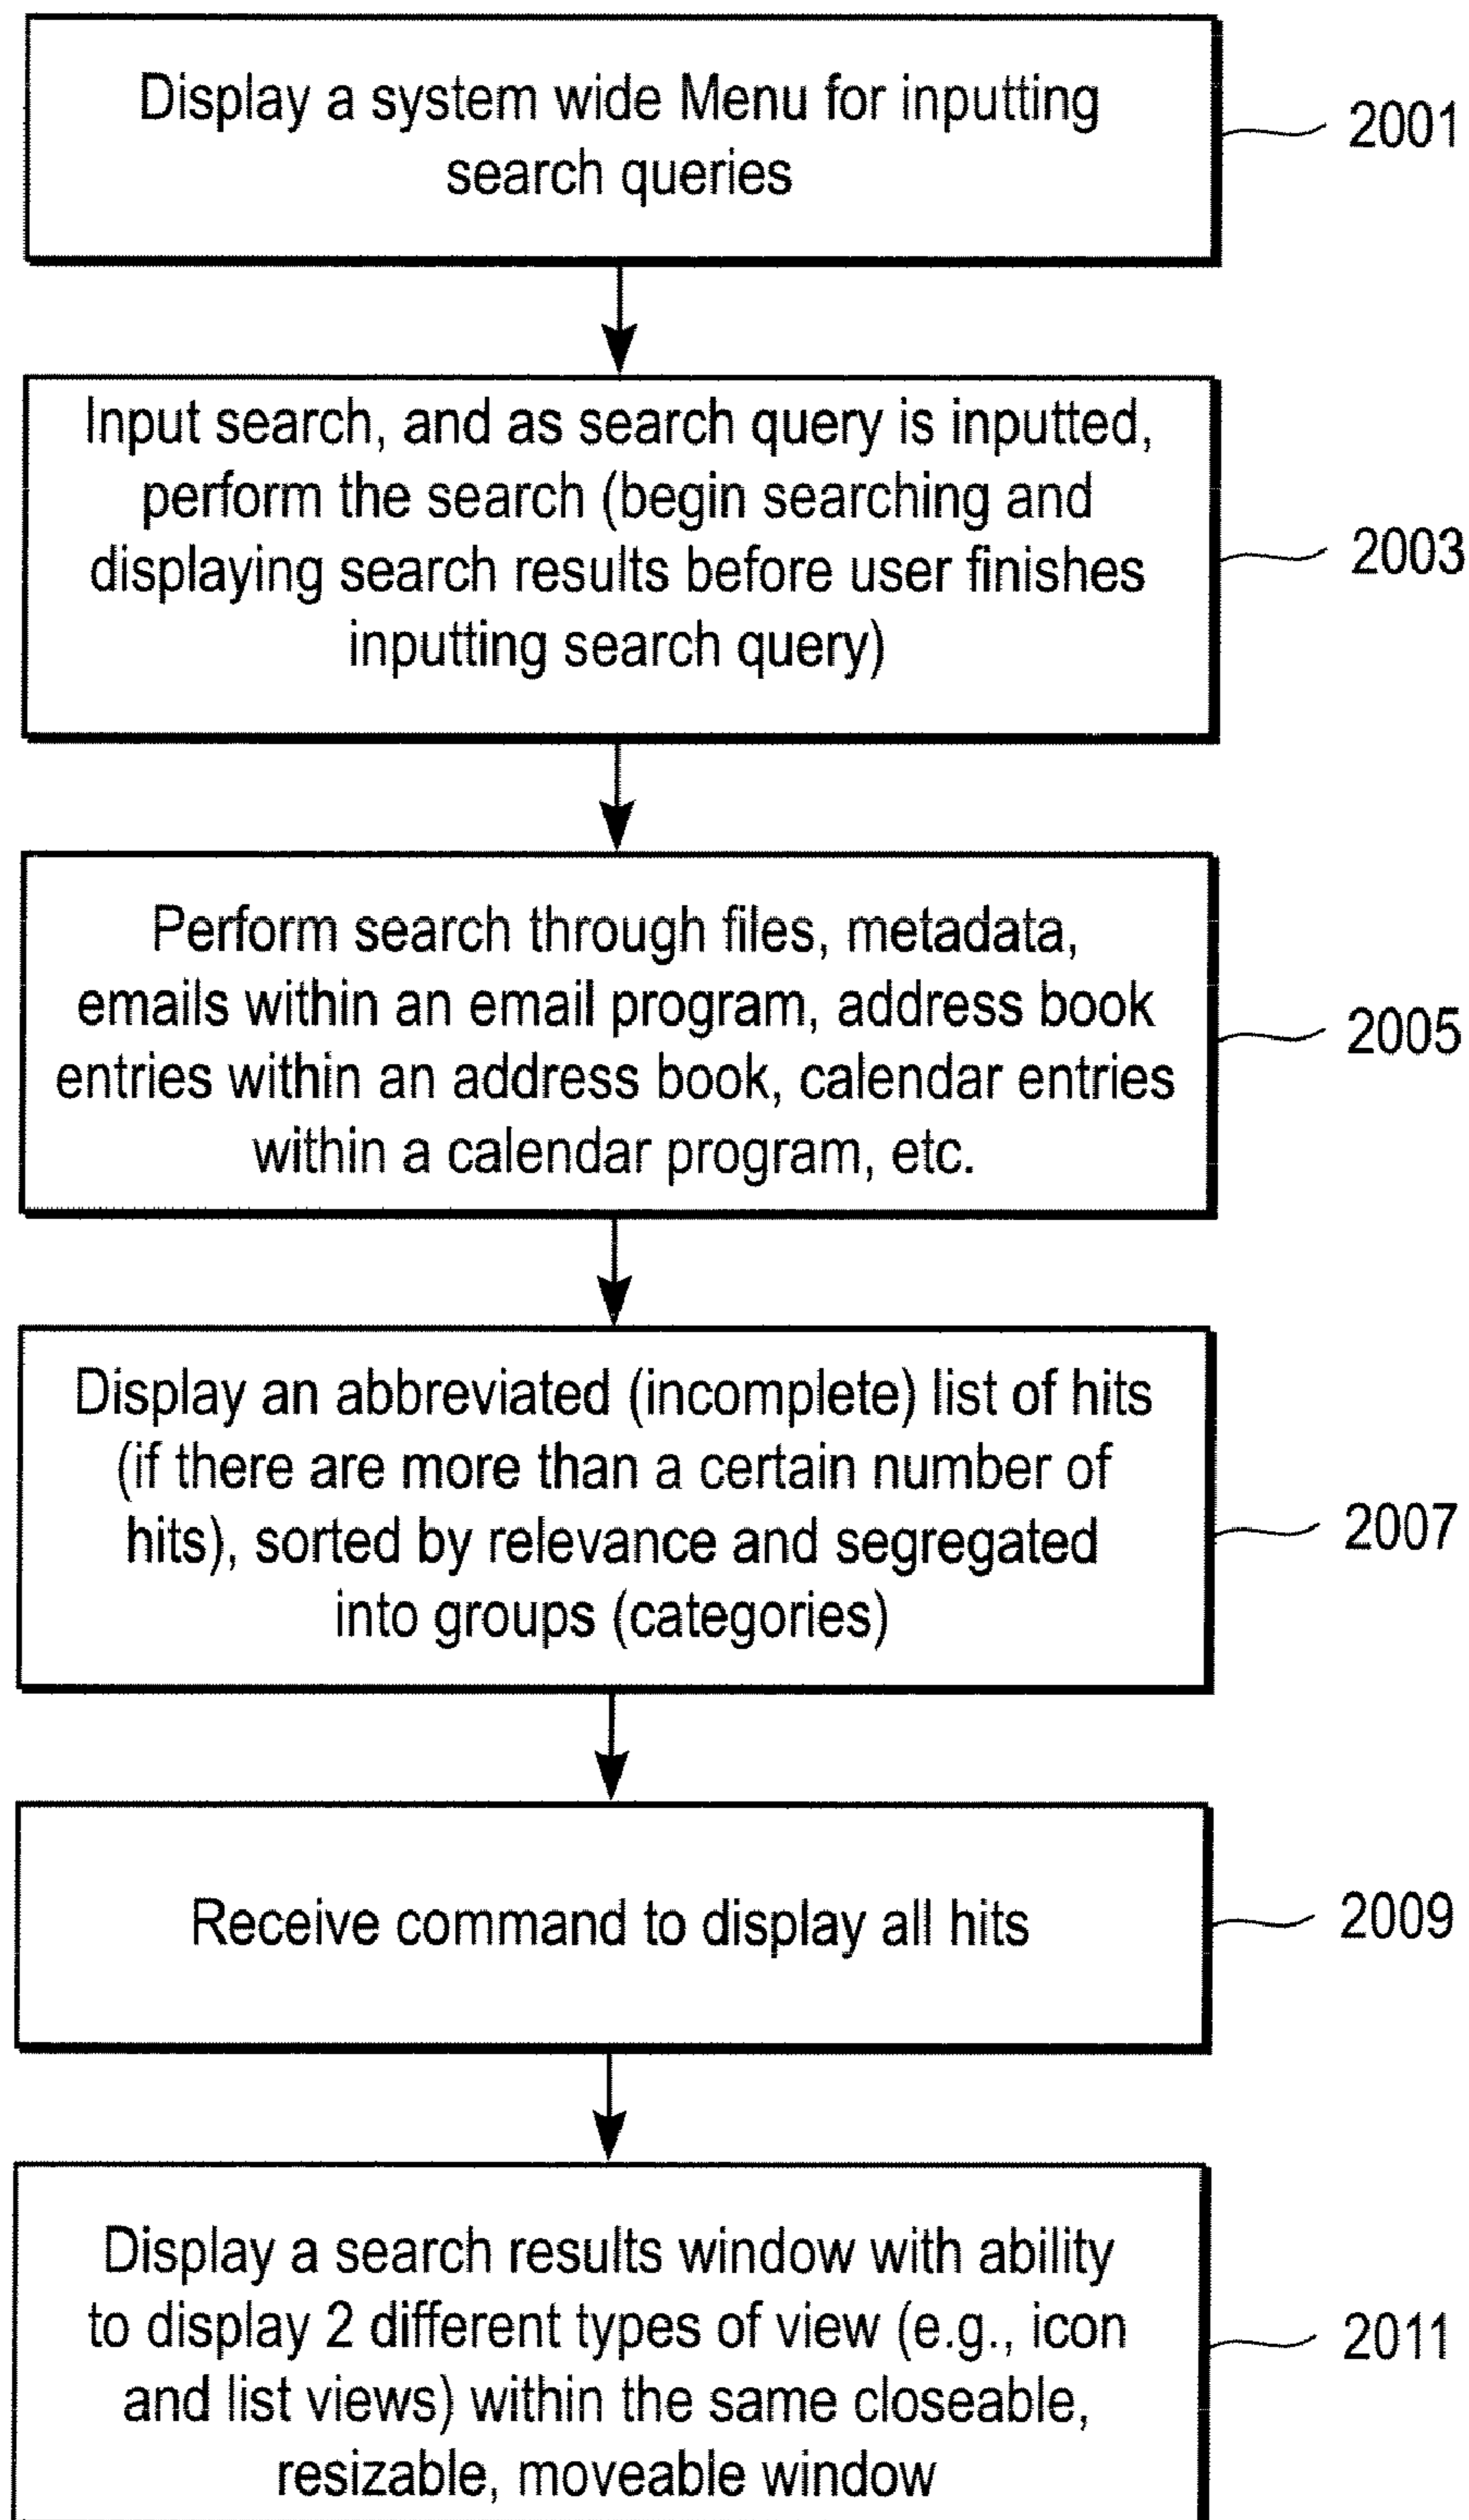 Display a system wide Menu for inputting
search queries
2001
Input search, and as search query is inputted,
perform the search (begin searching and
displaying search results before user finishes
inputting search query)
2003
Perform search through files, metadata,
emails within an email program, address book
entries within an address book, calendar entries
within a calendar program, etc.
2005
Display an abbreviated (incomplete) list of hits
(if there are more than a certain number of
hits), sorted by relevance and segregated
into groups (categories)
2007
Receive command to display all hits
2009
Display a search results window with ability
to display 2 different types of view (e.g., icon
and list views) within the same closeable,
resizable, moveable window
2011